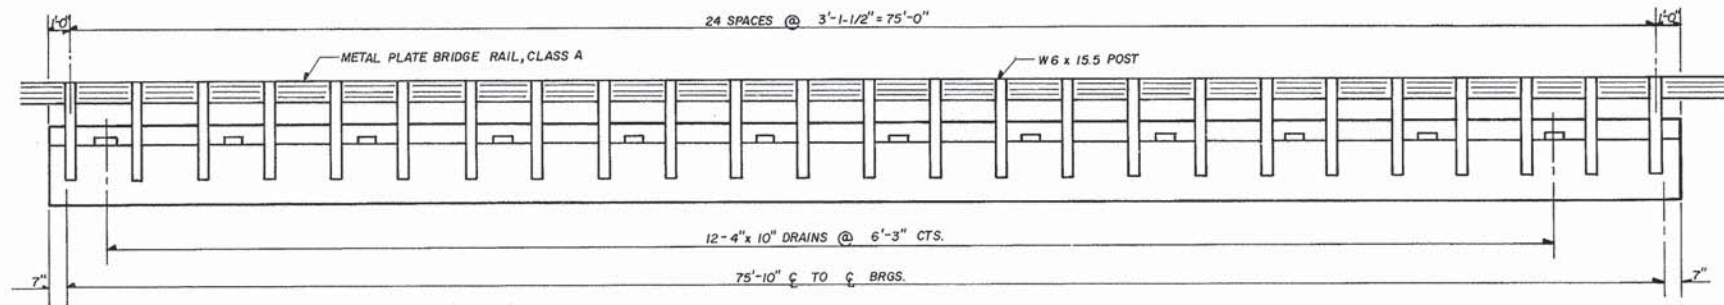 1'-0"
24 SPACES @ 3'-1-1/2" = 75'-0"
1'-0"
METAL PLATE BRIDGE RAIL, CLASS A
W6 x 15.5 POST
12-4"x 10" DRAINS @ 6'-3" CTS.
7"
75'-10" ℄ TO ℄ BRGS.
7"